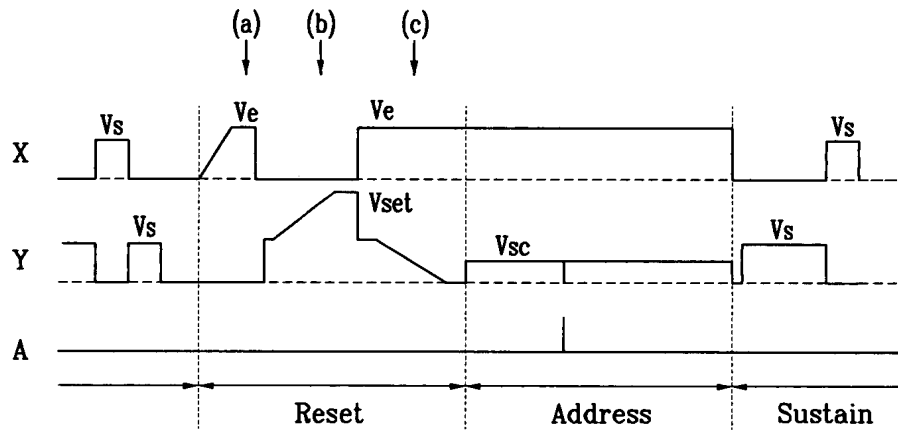 (a) (b) (c)
Vs Ve Ve Vs
X
Vset
Vs Vsc Vs
Y
A
Reset Address Sustain